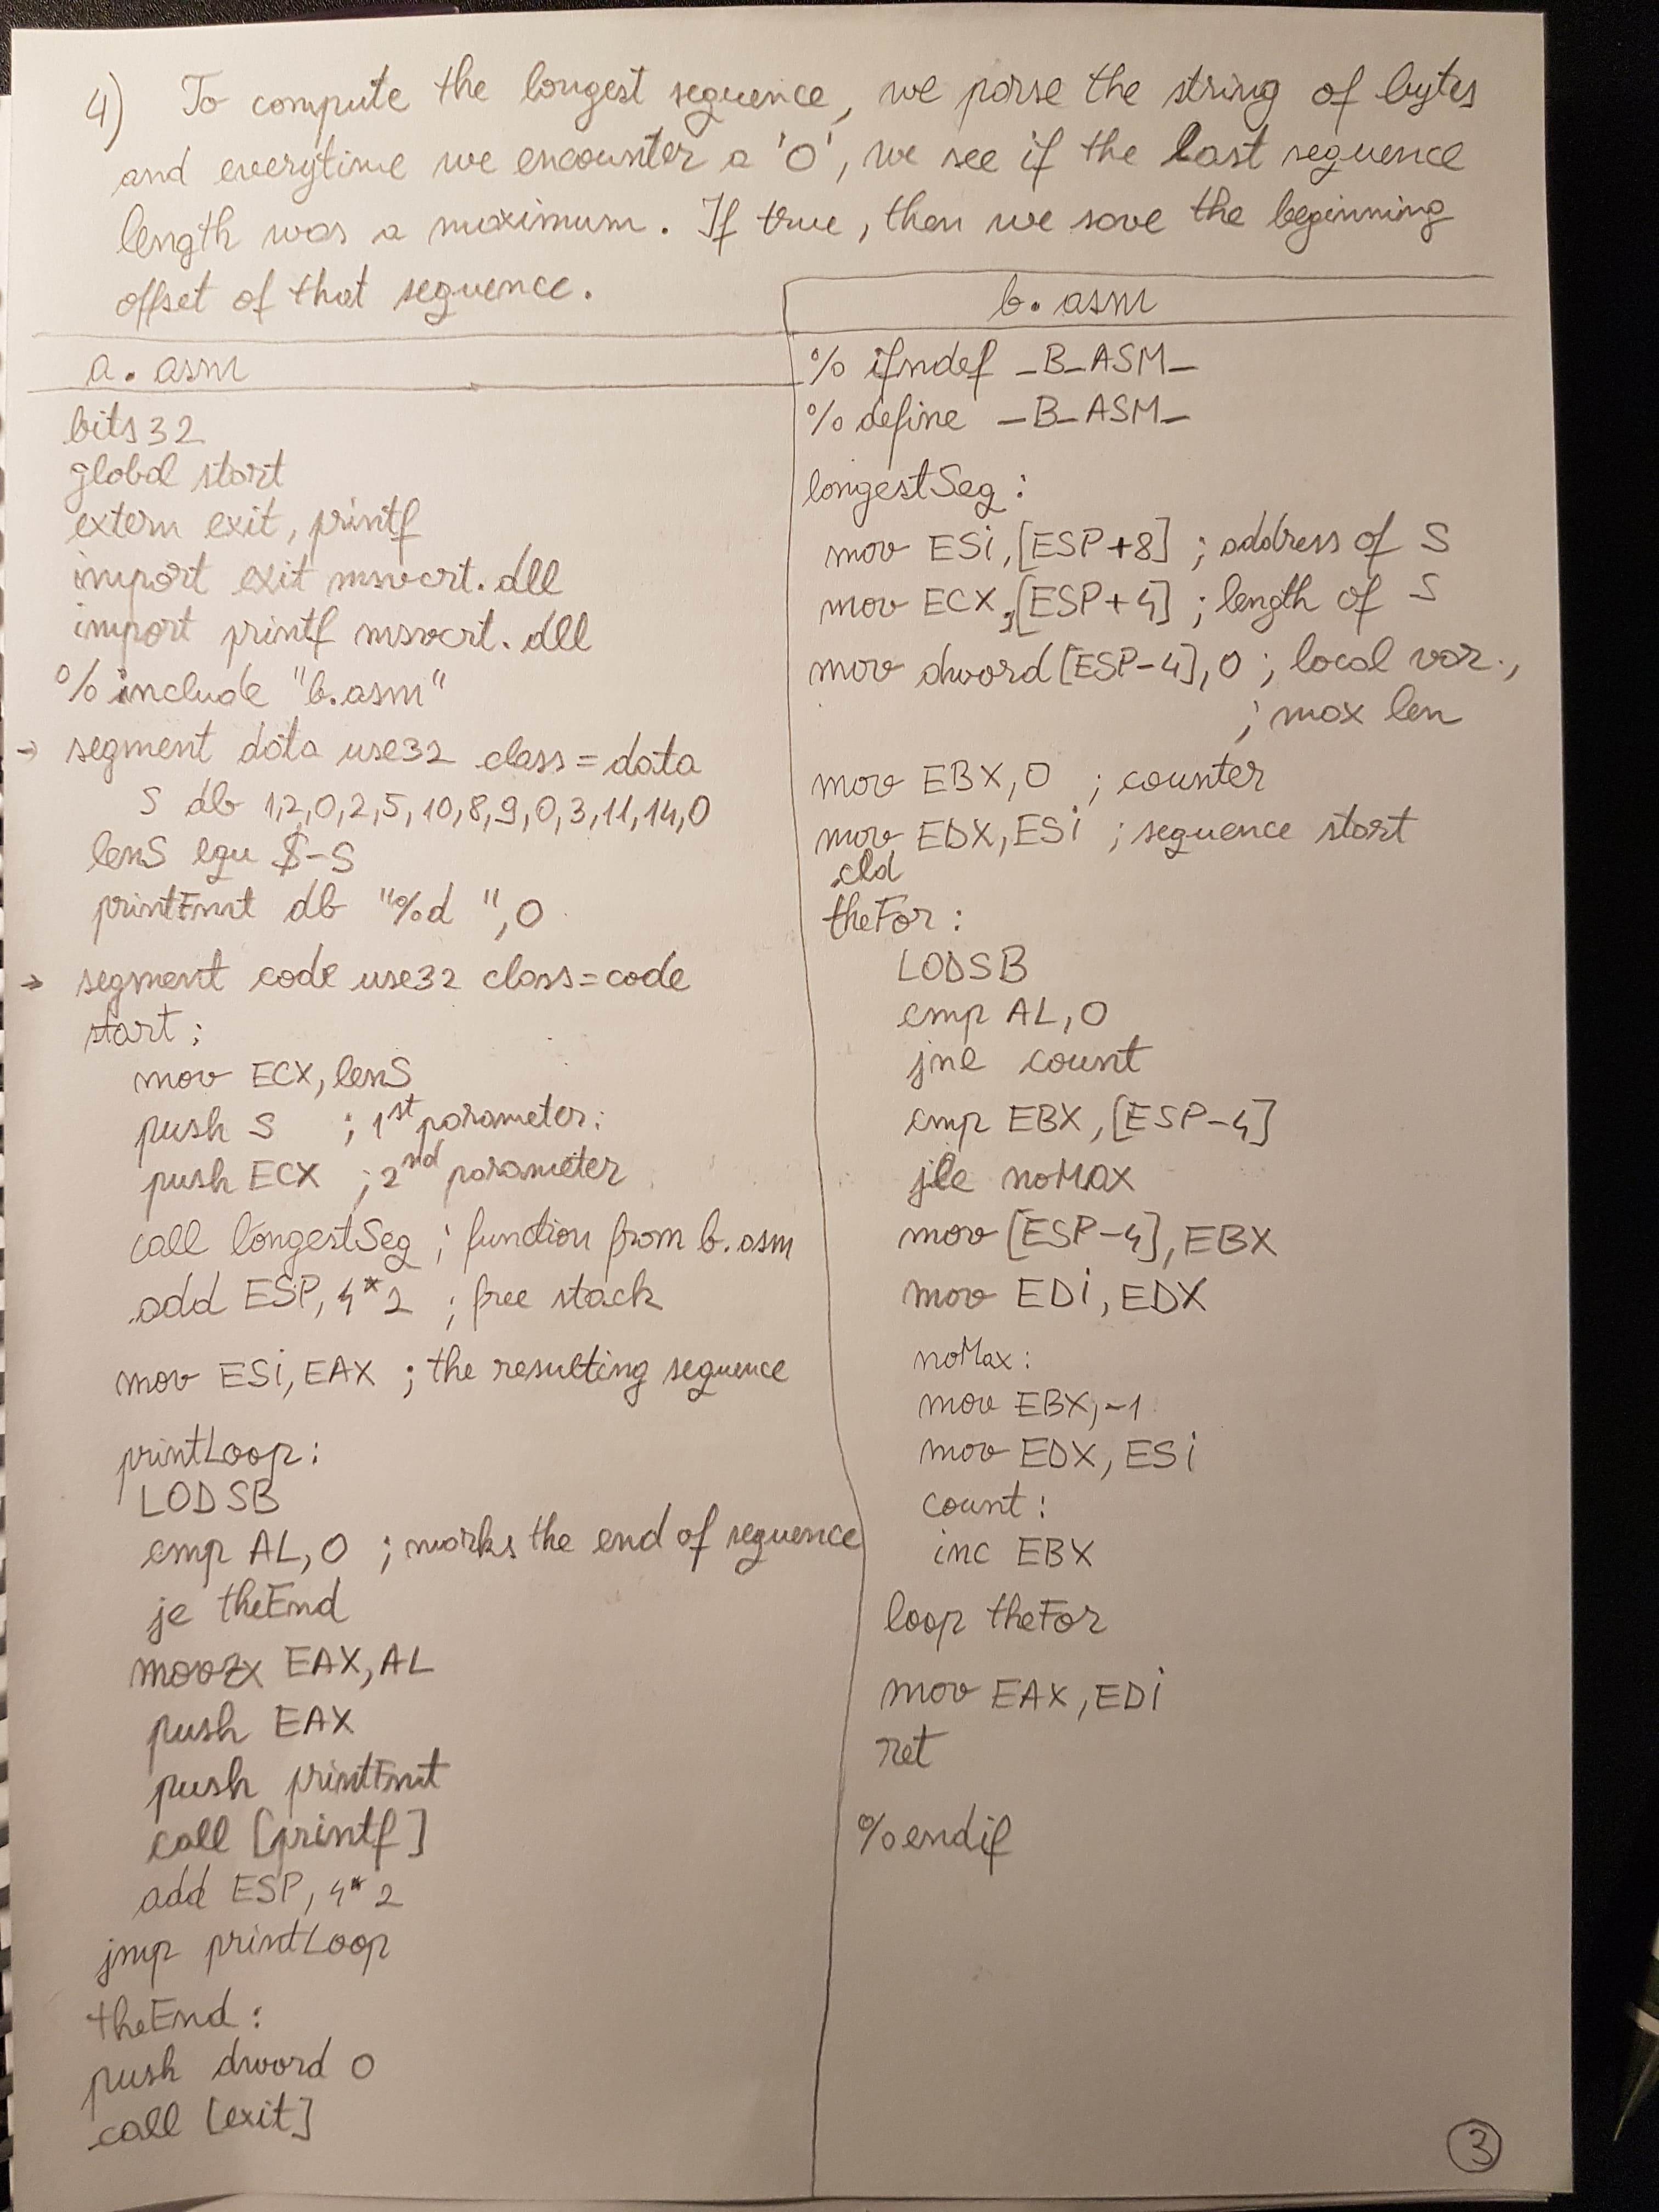 4) To compute the longest sequence, we parse the string of bytes
and everytime we encounter a '0', we see if the last sequence
length was a maximum. If true, then we save the beginning
offset of that sequence.
a. asm
bits 32
global start
extern exit, printf
import exit msvcrt.dll
import printf msvcrt.dll
% include "b.asm"
→ segment data use32 class=data
S db 1,2,0,2,5,10,8,9,0,3,11,14,0
lenS equ $-S
printFmt db "%d ",0
→ segment code use32 class=code
start:
mov ECX, lenS
push S ; 1st parameter;
push ECX ; 2nd parameter
call longestSeq ; function from b.asm
add ESP, 4*2 ; free stack
mov ESi, EAX ; the resulting sequence
printLoop:
LODSB
cmp AL, 0 ; marks the end of sequence
je theEnd
movzx EAX, AL
push EAX
push printFmt
call [printf]
add ESP, 4*2
jmp printLoop
theEnd:
push dword 0
call [exit]
b. asm
% ifndef _B_ASM_
% define _B_ASM_
longestSeq:
mov ESi, [ESP+8] ; address of S
mov ECX, [ESP+4] ; length of S
mov dword [ESP-4], 0 ; local var.,
; max len
mov EBX, 0 ; counter
mov EDX, ESi ; sequence start
cld
theFor:
LODSB
cmp AL, 0
jne count
cmp EBX, [ESP-4]
jle noMax
mov [ESP-4], EBX
mov EDi, EDX
noMax:
mov EBX, -1
mov EDX, ESi
count:
inc EBX
loop theFor
mov EAX, EDi
ret
% endif
3